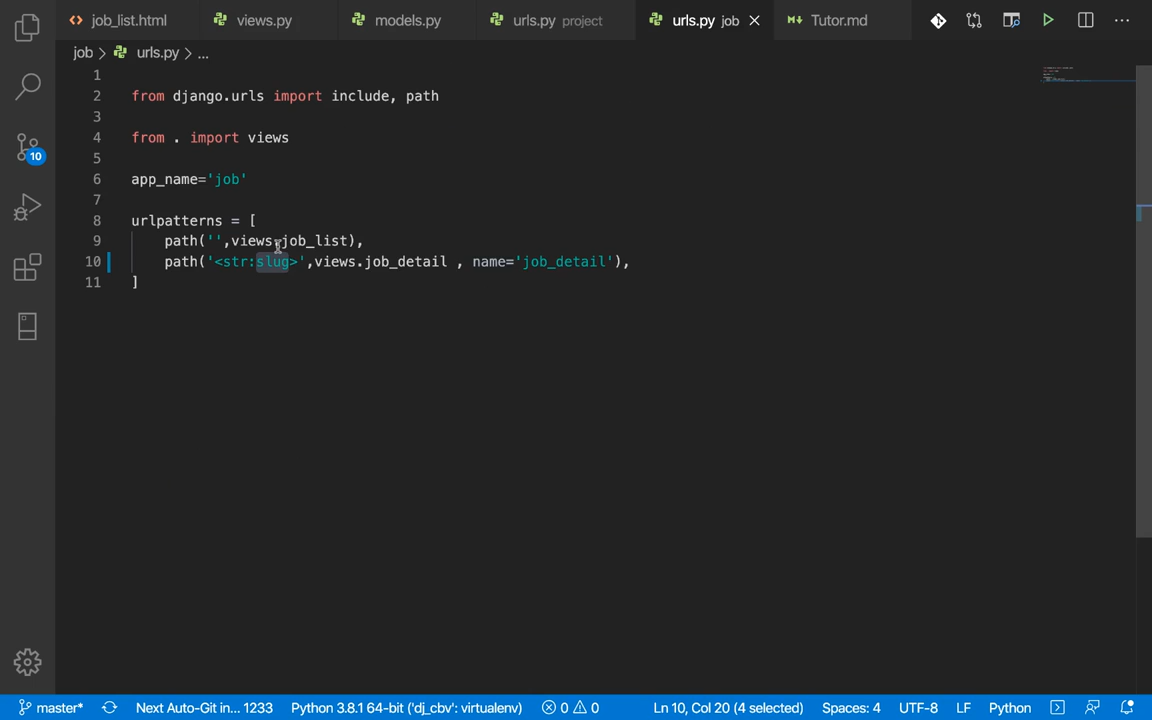 job_list.html views.py models.py urls.py project urls.py job Tutor.md
job > urls.py > ...
1
2 from django.urls import include, path
3
4 from . import views
5
6 app_name='job'
7
8 urlpatterns = [
9 path('',views.job_list),
10 path('<str:slug>',views.job_detail , name='job_detail'),
11 ]
10
master* Next Auto-Git in... 1233 Python 3.8.1 64-bit ('dj_cbv': virtualenv) 0 0 Ln 10, Col 20 (4 selected) Spaces: 4 UTF-8 LF Python